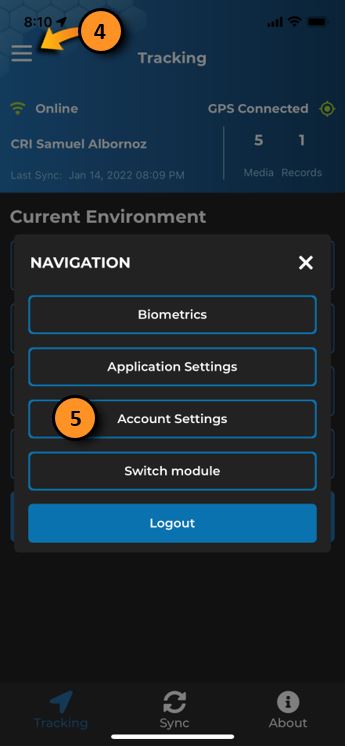 8:10
4
Tracking
Online
GPS Connected
CRI Samuel Albornoz
5 1
Last Sync: Jan 14, 2022 08:09 PM
Media Records
Current Environment
NAVIGATION
Biometrics
Application Settings
5
Account Settings
Switch module
Logout
Tracking Sync About